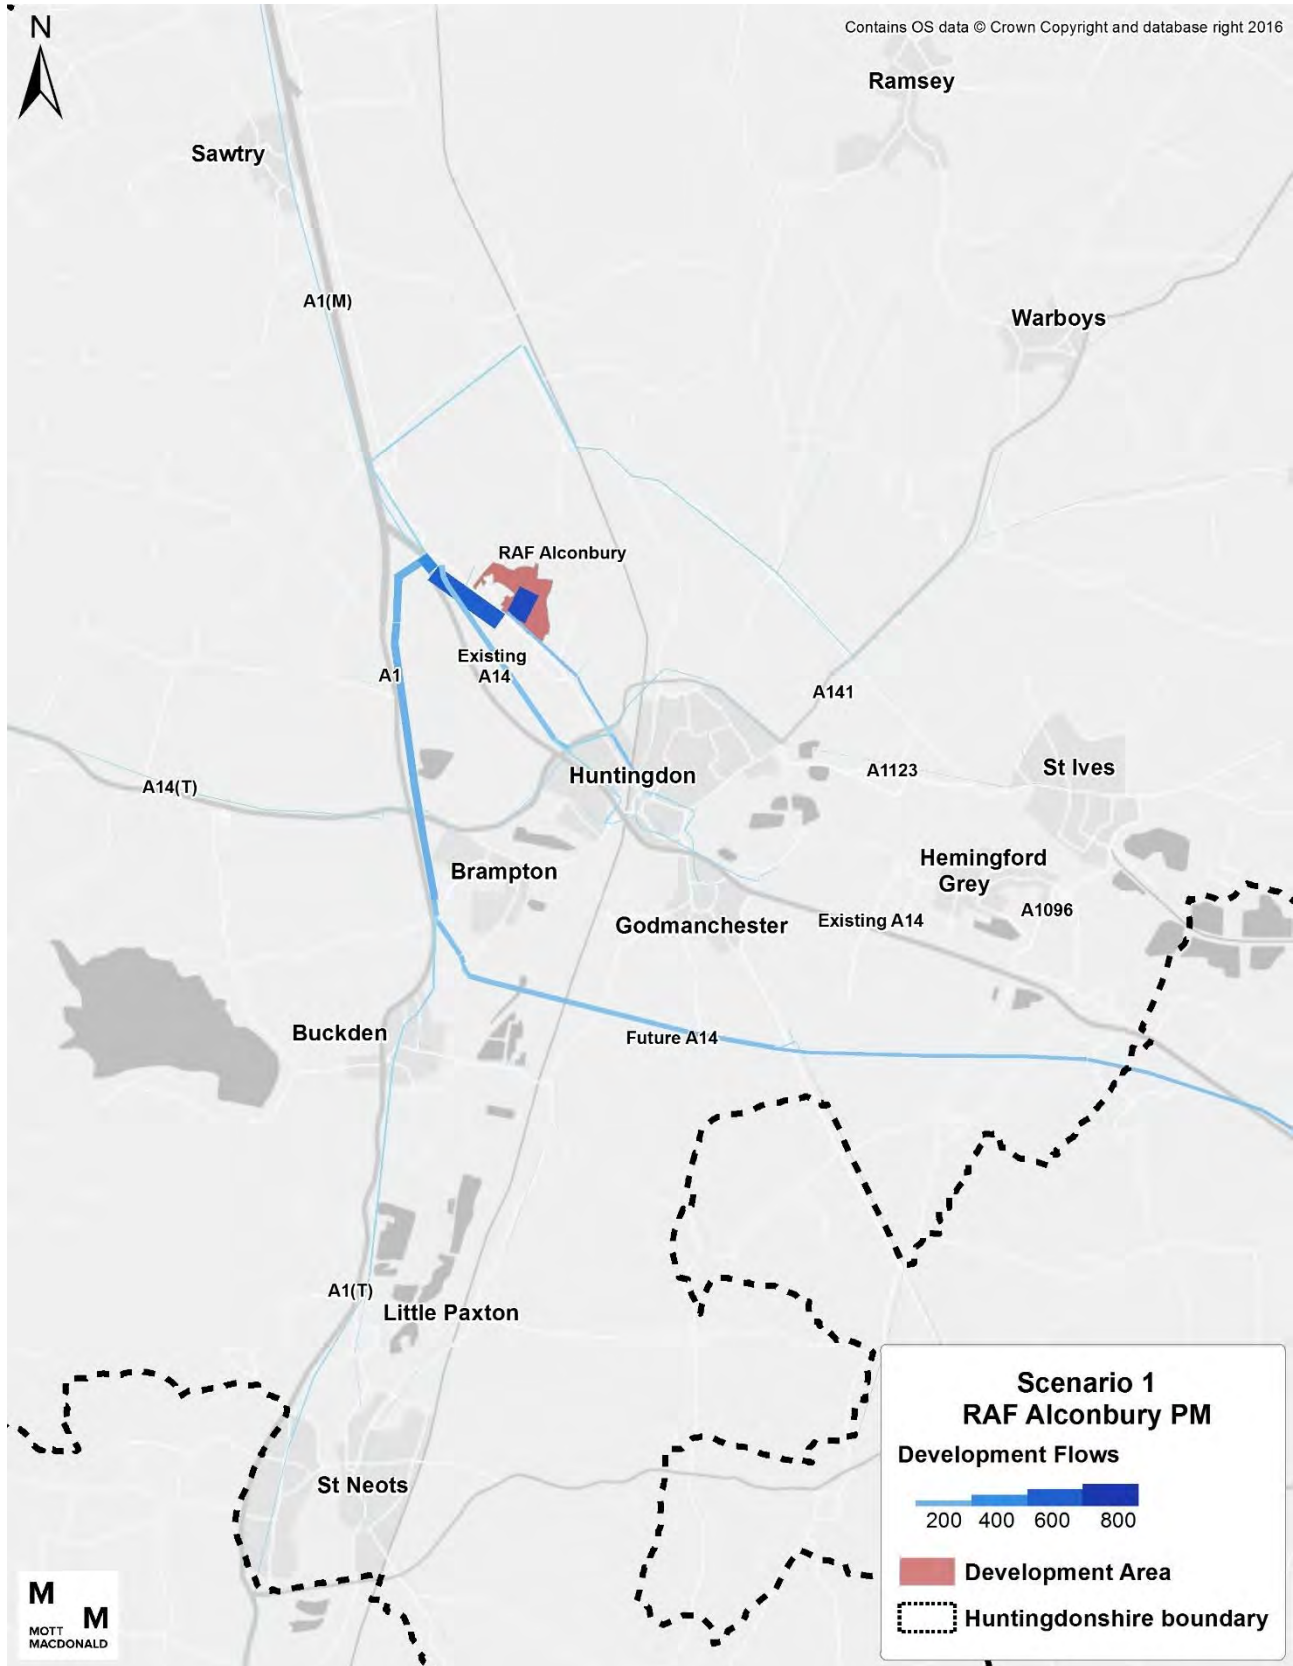 N
Contains OS data © Crown Copyright and database right 2016
Ramsey
Sawtry
A1(M)
Warboys
RAF Alconbury
Existing
A14
A1
A141
A14(T)
Huntingdon
A1123
St Ives
Brampton
Hemingford
Grey
A1096
Godmanchester
Existing A14
Buckden
Future A14
A1(T)
Little Paxton
St Neots
Scenario 1
RAF Alconbury PM
Development Flows
200 400 600 800
Development Area
Huntingdonshire boundary
M
M
MOTT
MACDONALD